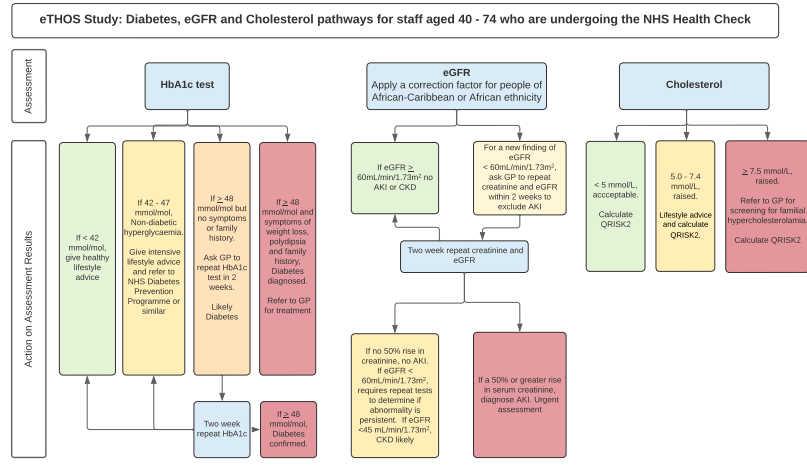 eTHOS Study: Diabetes, eGFR and Cholesterol pathways for staff aged 40 - 74 who are undergoing the NHS Health Check
Assessment
HbA1c test
eGFR
Apply a correction factor for people of
African-Caribbean or African ethnicity
Cholesterol
Action on Assessment Results
If < 42
mmol/mol,
give healthy
lifestyle
advice
If 42 - 47
mmol/mol,
Non-diabetic
hyperglycaemia.
Give intensive
lifestyle advice
and refer to
NHS Diabetes
Prevention
Programme or
similar
If ≥ 48
mmol/mol but
no symptoms
or family
history.
Ask GP to
repeat HbA1c
test in 2
weeks.
Likely
Diabetes
If ≥ 48
mmol/mol and
symptoms of
weight loss,
polydipsia
and family
history,
Diabetes
diagnosed.
Refer to GP
for treatment
Two week
repeat HbA1c
If ≥ 48
mmol/mol,
Diabetes
confirmed.
If eGFR ≥
60mL/min/1.73m², no
AKI or CKD
For a new finding of
eGFR
< 60mL/min/1.73m²,
ask GP to repeat
creatinine and eGFR
within 2 weeks to
exclude AKI
Two week repeat creatinine and
eGFR
If no 50% rise in
creatinine, no AKI.
If eGFR <
60mL/min/1.73m²,
requires repeat tests
to determine if
abnormality is
persistent. If eGFR
<45 mL/min/1.73m²,
CKD likely
If a 50% or greater rise
in serum creatinine,
diagnose AKI. Urgent
assessment
< 5 mmol/L,
accceptable.
Calculate
QRISK2
5.0 - 7.4
mmol/L,
raised.
Lifestyle advice
and calculate
QRISK2.
≥ 7.5 mmol/L,
raised.
Refer to GP for
screening for familial
hypercholesterolamia.
Calculate QRISK2